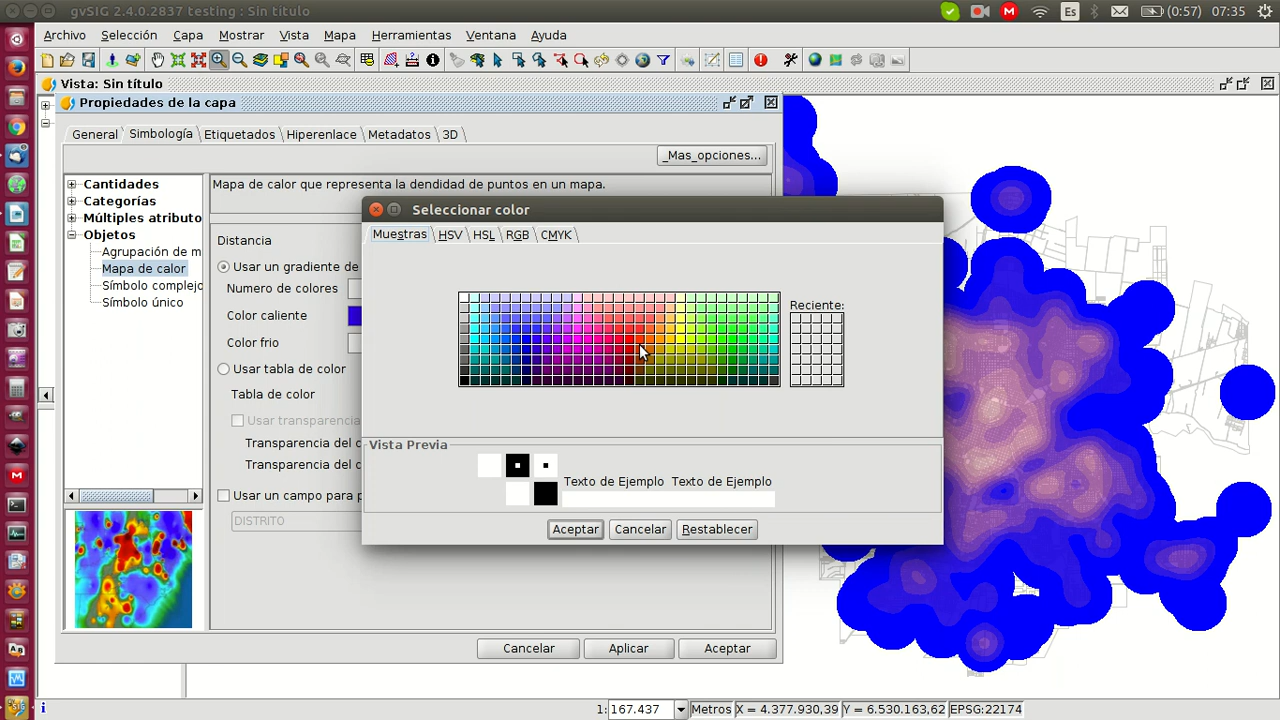 gvSIG 2.4.0.2837 testing : Sin título
Es
(0:57)
07:35
Archivo Selección Capa Mostrar Vista Mapa Herramientas Ventana Ayuda
Vista: Sin título
Propiedades de la capa
General Simbología Etiquetados Hiperenlace Metadatos 3D
_Mas_opciones...
Cantidades
Categorías
Múltiples atributo
Objetos
Agrupación de m
Mapa de calor
Símbolo complejo
Símbolo único
Mapa de calor que representa la dendidad de puntos en un mapa.
Distancia
Usar un gradiente de
Numero de colores
Color caliente
Color frio
Usar tabla de color
Tabla de color
Usar transparencia
Transparencia del c
Transparencia del c
Usar un campo para p
DISTRITO
Seleccionar color
Muestras HSV HSL RGB CMYK
Reciente:
Vista Previa
Texto de Ejemplo Texto de Ejemplo
Aceptar Cancelar Restablecer
Cancelar Aplicar Aceptar
1: 167.437 Metros X = 4.377.930,39 Y = 6.530.163,62 EPSG:22174